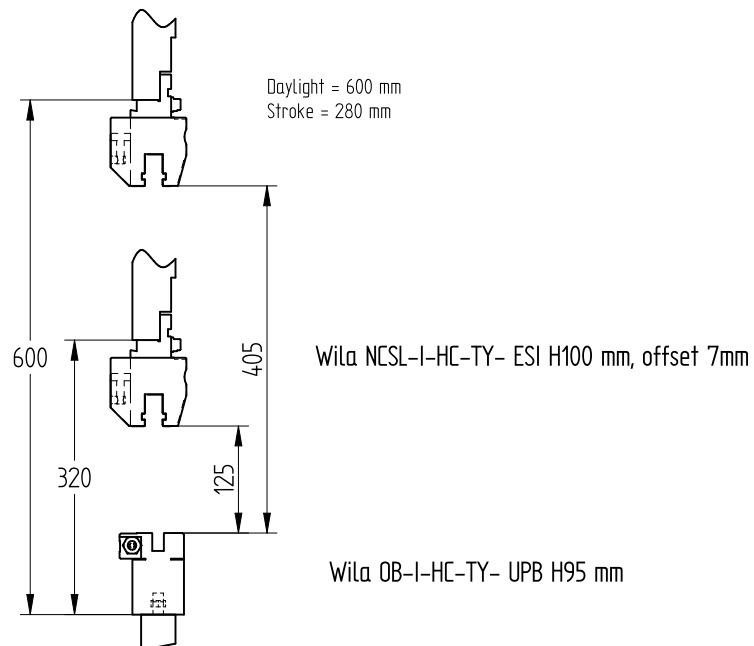 Daylight = 600 mm
Stroke = 280 mm
600
405
Wila NCSL-I-HC-TY- ESI H100 mm, offset 7mm
320
125
Wila OB-I-HC-TY- UPB H95 mm